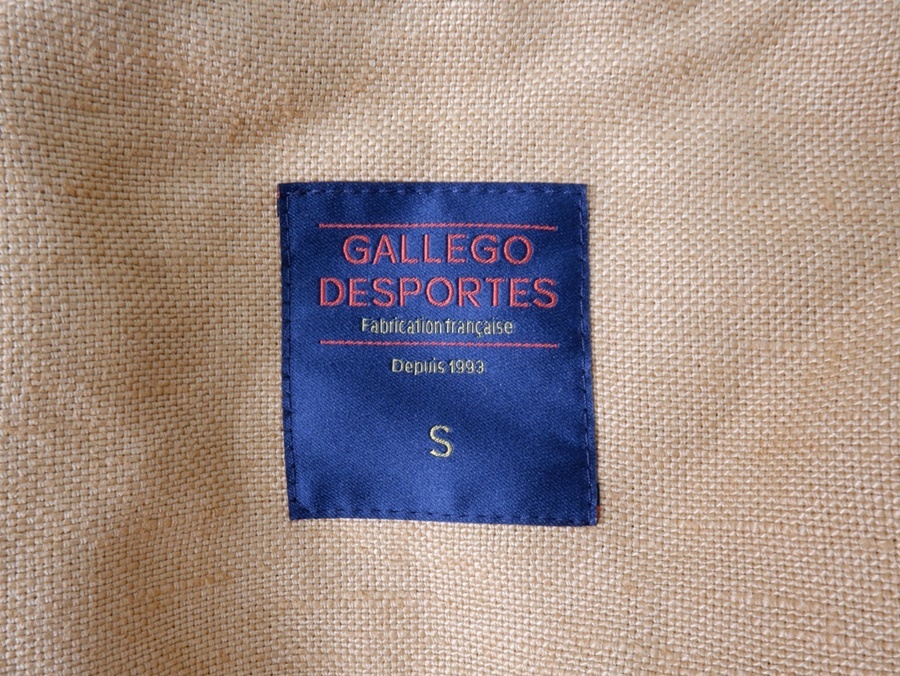 GALLEGO
DESPORTES
Fabrication française
Depuis 1993
S